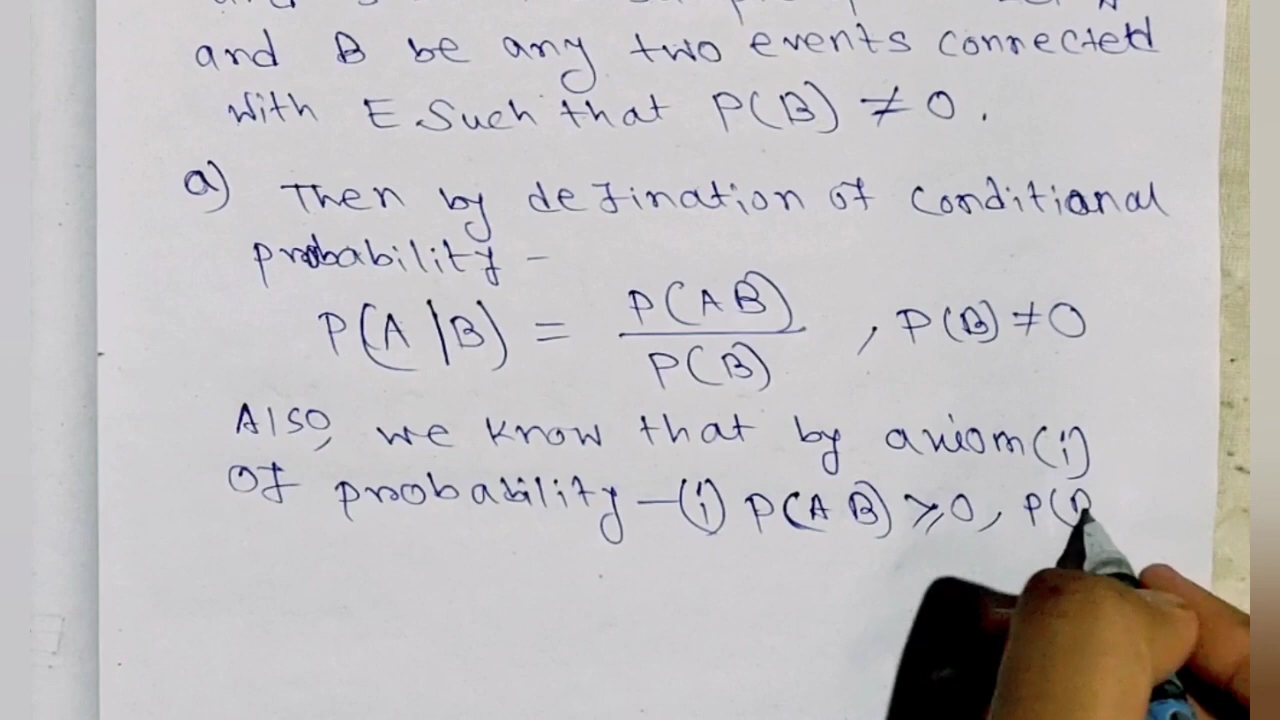 and B be any two events connected
with E such that P(B) ≠ 0.
a) Then by defination of conditional
probability -
P(A|B) = P(AB) / P(B) , P(B) ≠ 0
Also, we know that by axiom (i)
of probability - (i) P(AB) ≥ 0, P(